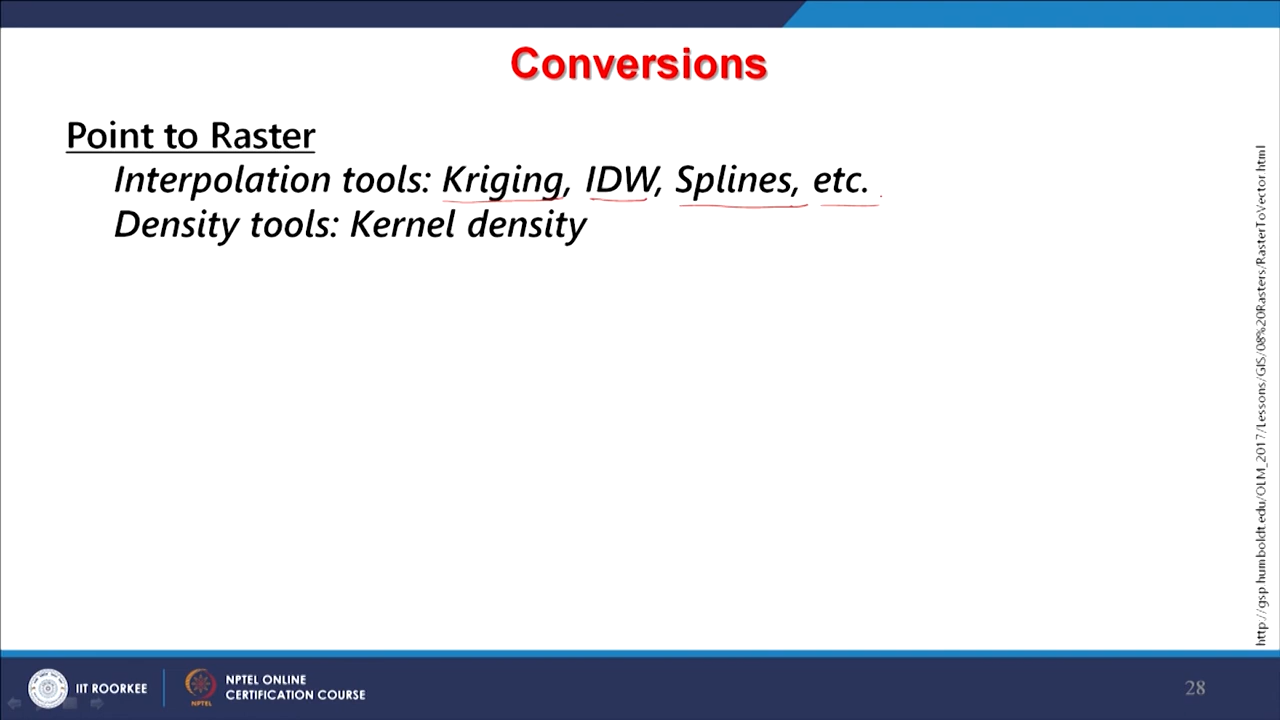 Conversions
Point to Raster
Interpolation tools: Kriging, IDW, Splines, etc.
Density tools: Kernel density
http://gsp.humboldt.edu/OLM_2017/Lessons/GIS/08%20Rasters/RasterToVector.html
IIT ROORKEE
NPTEL ONLINE
CERTIFICATION COURSE
NPTEL
28